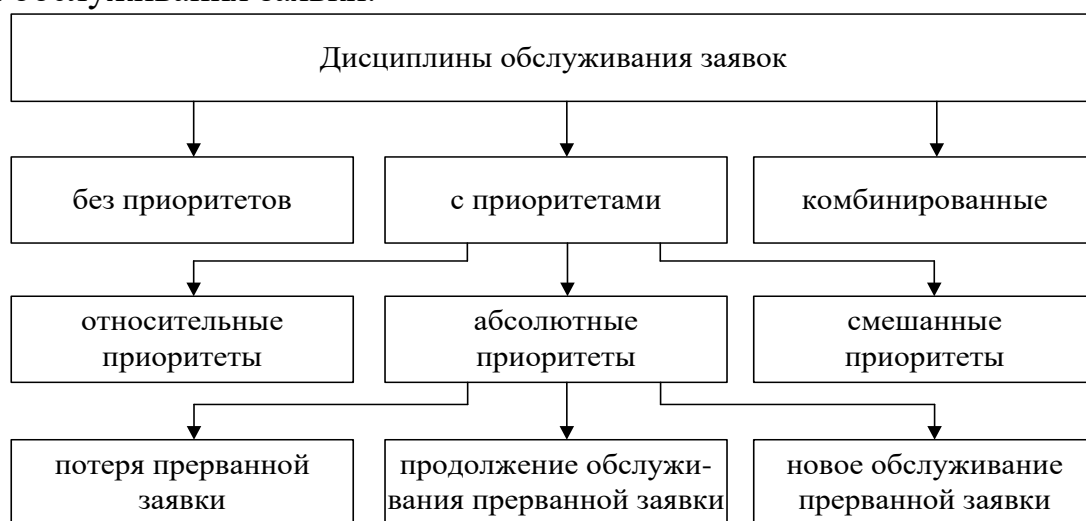 обслуживания заявки.
Дисциплины обслуживания заявок
без приоритетов
с приоритетами
комбинированные
относительные
приоритеты
абсолютные
приоритеты
смешанные
приоритеты
потеря прерванной
заявки
продолжение обслужи-
вания прерванной заявки
новое обслуживание
прерванной заявки